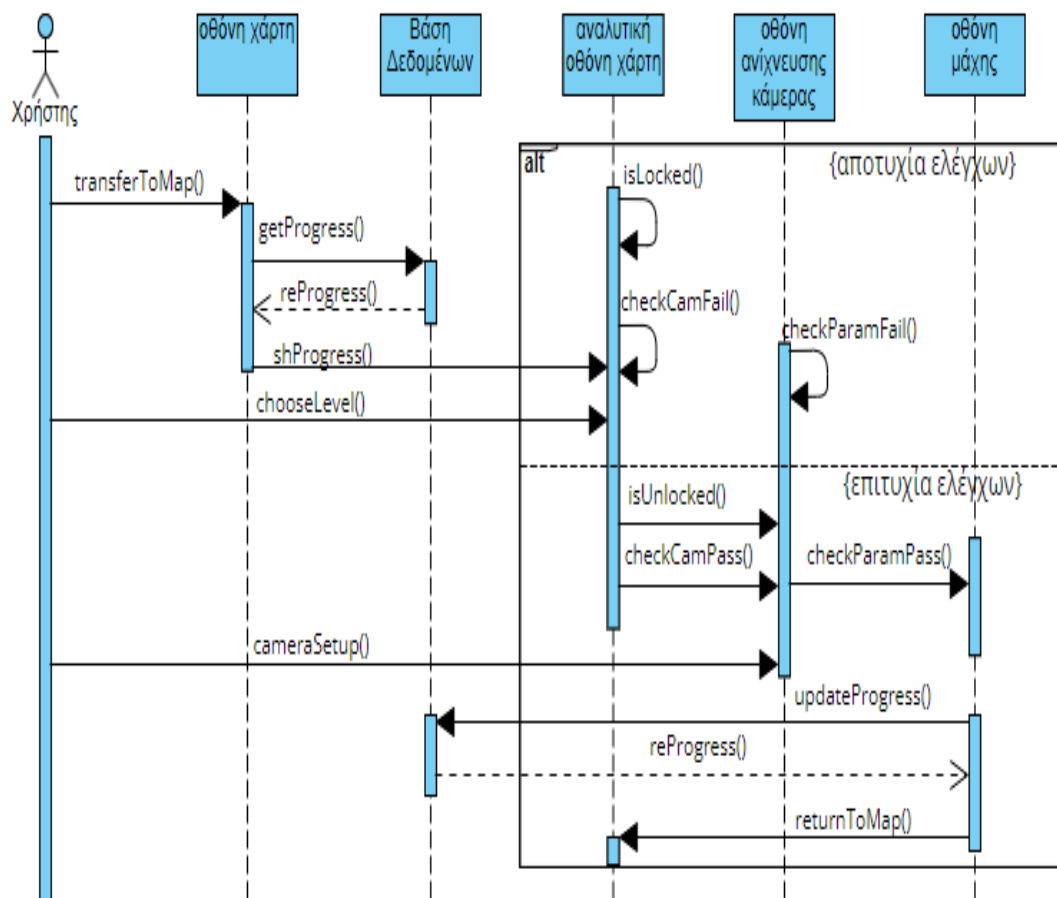 Χρήστης
οθόνη χάρτη
Βάση
Δεδομένων
αναλυτική
οθόνη χάρτη
οθόνη
ανίχνευσης
κάμερας
οθόνη
μάχης
alt
{αποτυχία ελέγχων}
isLocked()
transferToMap()
getProgress()
reProgress()
checkCamFail()
checkParamFail()
shProgress()
chooseLevel()
{επιτυχία ελέγχων}
isUnlocked()
checkCamPass()
checkParamPass()
cameraSetup()
updateProgress()
reProgress()
returnToMap()